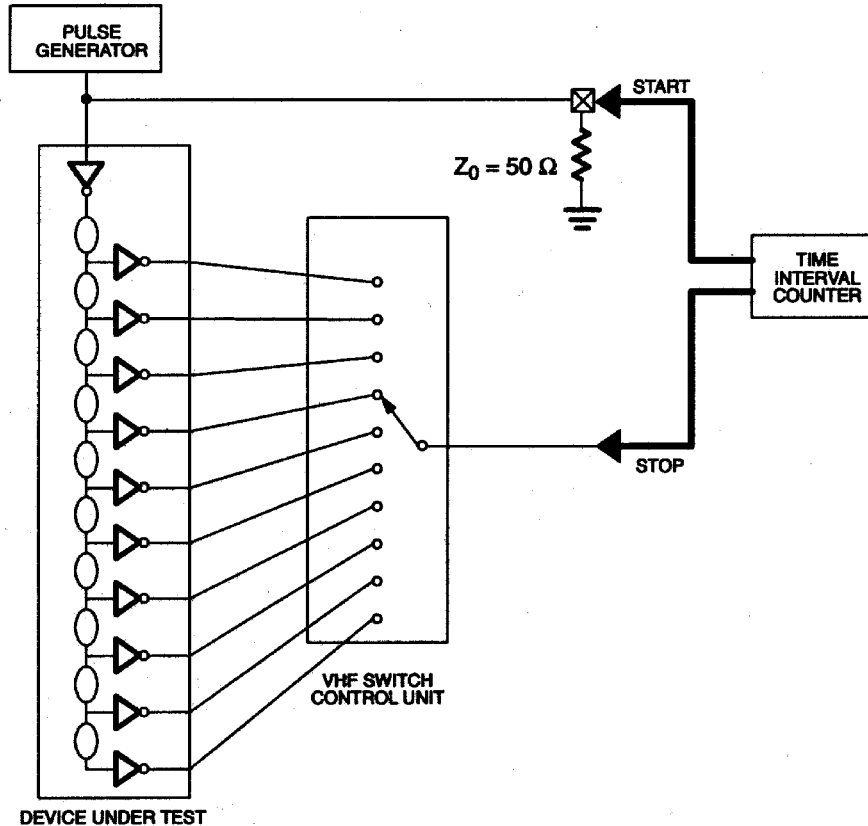 PULSE
GENERATOR
START
Z₀ = 50 Ω
TIME
INTERVAL
COUNTER
STOP
VHF SWITCH
CONTROL UNIT
DEVICE UNDER TEST